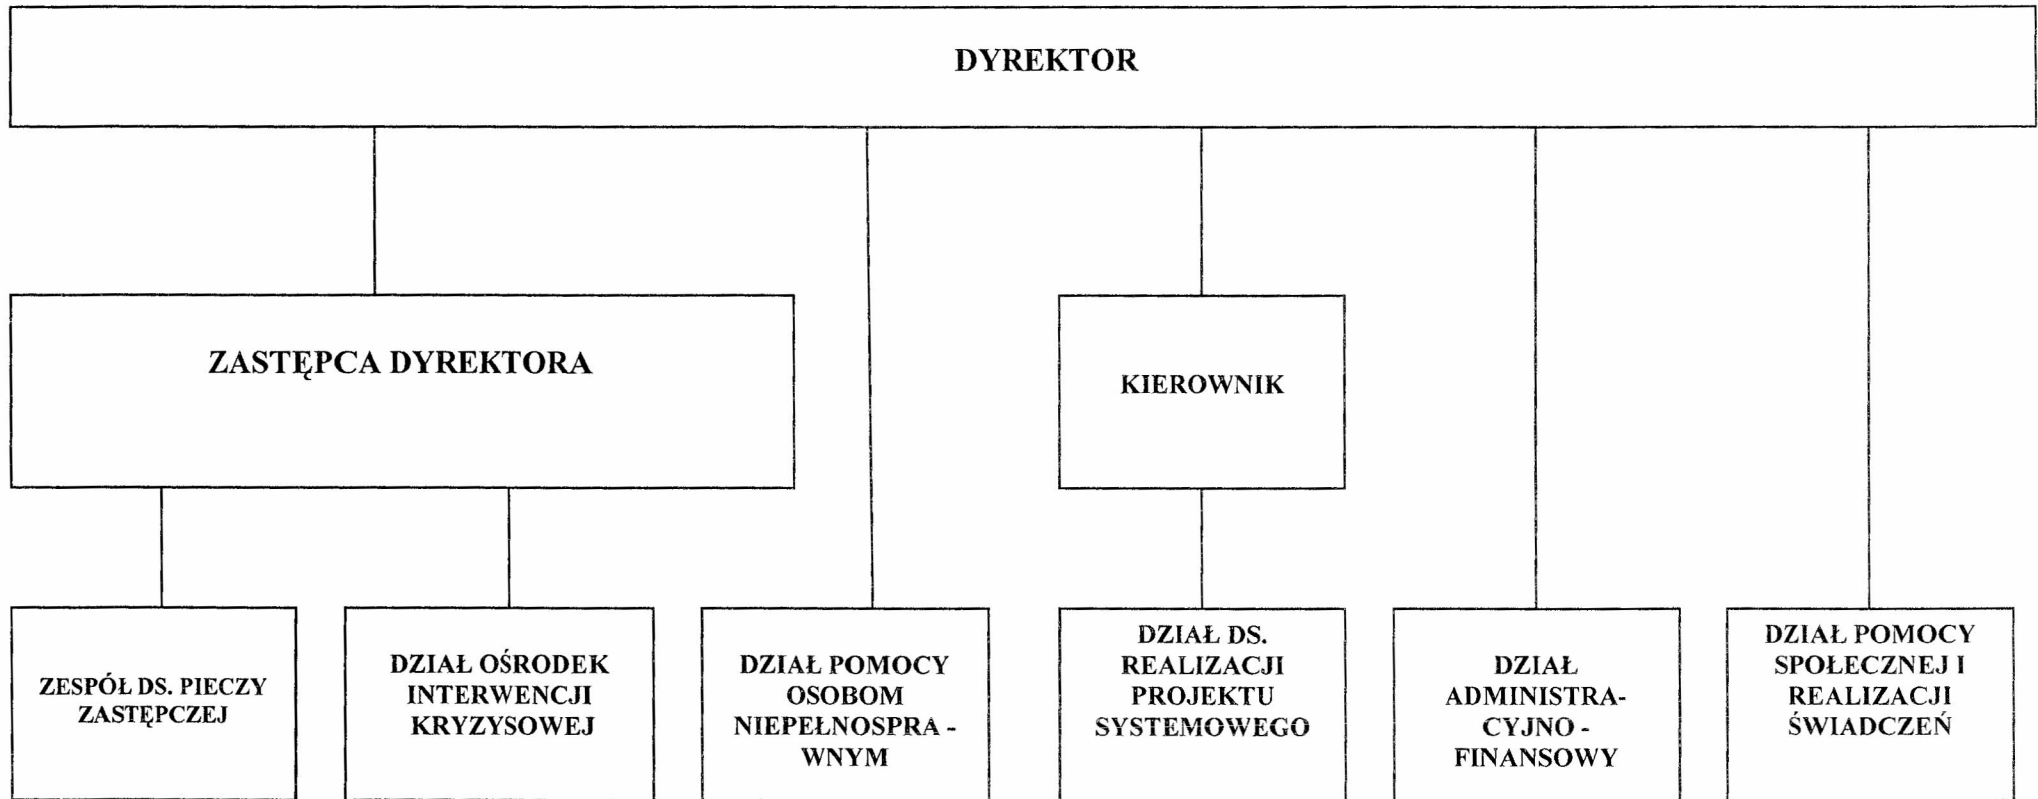 DYREKTOR
ZASTĘPCA DYREKTORA
KIEROWNIK
ZESPÓŁ DS. PIECZY
ZASTĘPCZEJ
DZIAŁ OŚRODEK
INTERWENCJI
KRYZYSOWEJ
DZIAŁ POMOCY
OSOBOM
NIEPEŁNOSPRA -
WNYM
DZIAŁ DS.
REALIZACJI
PROJEKTU
SYSTEMOWEGO
DZIAŁ
ADMINISTRA-
CYJNO -
FINANSOWY
DZIAŁ POMOCY
SPOŁECZNEJ I
REALIZACJI
ŚWIADCZEŃ